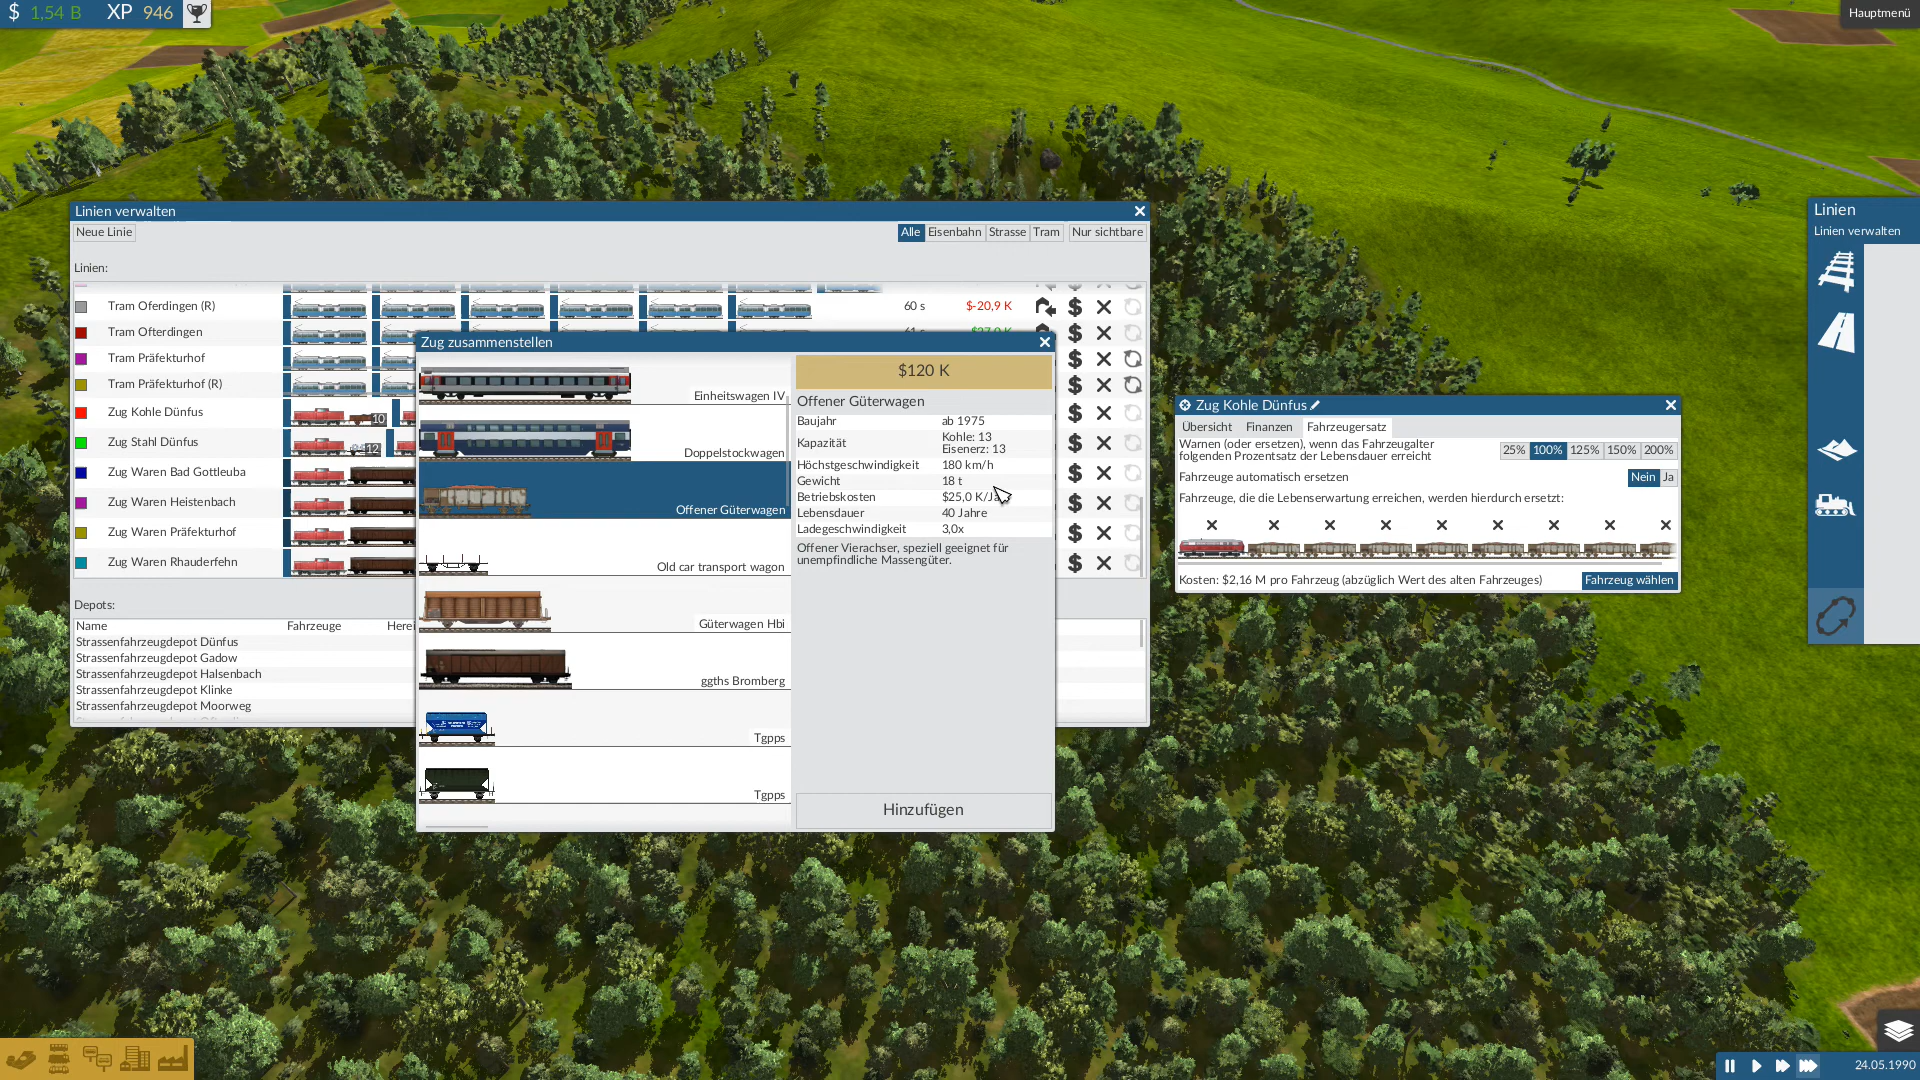 $ 1,54 B XP 946
Hauptmenü
Linien verwalten
Neue Linie
Alle Eisenbahn Strasse Tram Nur sichtbare
Linien:
Tram Oferdingen (R) 60 s $-20,9 K
Tram Ofterdingen 61 s
Tram Präfekturhof
Tram Präfekturhof (R)
Zug Kohle Dünfus 10
Zug Stahl Dünfus 12
Zug Waren Bad Gottleuba
Zug Waren Heistenbach
Zug Waren Präfekturhof
Zug Waren Rhauderfehn
Depots:
Name Fahrzeuge Herei
Strassenfahrzeugdepot Dünfus
Strassenfahrzeugdepot Gadow
Strassenfahrzeugdepot Halsenbach
Strassenfahrzeugdepot Klinke
Strassenfahrzeugdepot Moorweg
Zug zusammenstellen
Einheitswagen IV
Doppelstockwagen
Offener Güterwagen
Old car transport wagon
Güterwagen Hbi
ggths Bromberg
Tgpps
Tgpps
$120 K
Offener Güterwagen
Baujahr ab 1975
Kapazität Kohle: 13
Eisenerz: 13
Höchstgeschwindigkeit 180 km/h
Gewicht 18 t
Betriebskosten $25,0 K/J
Lebensdauer 40 Jahre
Ladegeschwindigkeit 3,0x
Offener Vierachser, speziell geeignet für
unempfindliche Massengüter.
Hinzufügen
Zug Kohle Dünfus
Übersicht Finanzen Fahrzeugersatz
Warnen (oder ersetzen), wenn das Fahrzeugalter
folgenden Prozentsatz der Lebensdauer erreicht
25% 100% 125% 150% 200%
Fahrzeuge automatisch ersetzen Nein Ja
Fahrzeuge, die die Lebenserwartung erreichen, werden hierdurch ersetzt:
Kosten: $2,16 M pro Fahrzeug (abzüglich Wert des alten Fahrzeuges) Fahrzeug wählen
Linien
Linien verwalten
24.05.1990